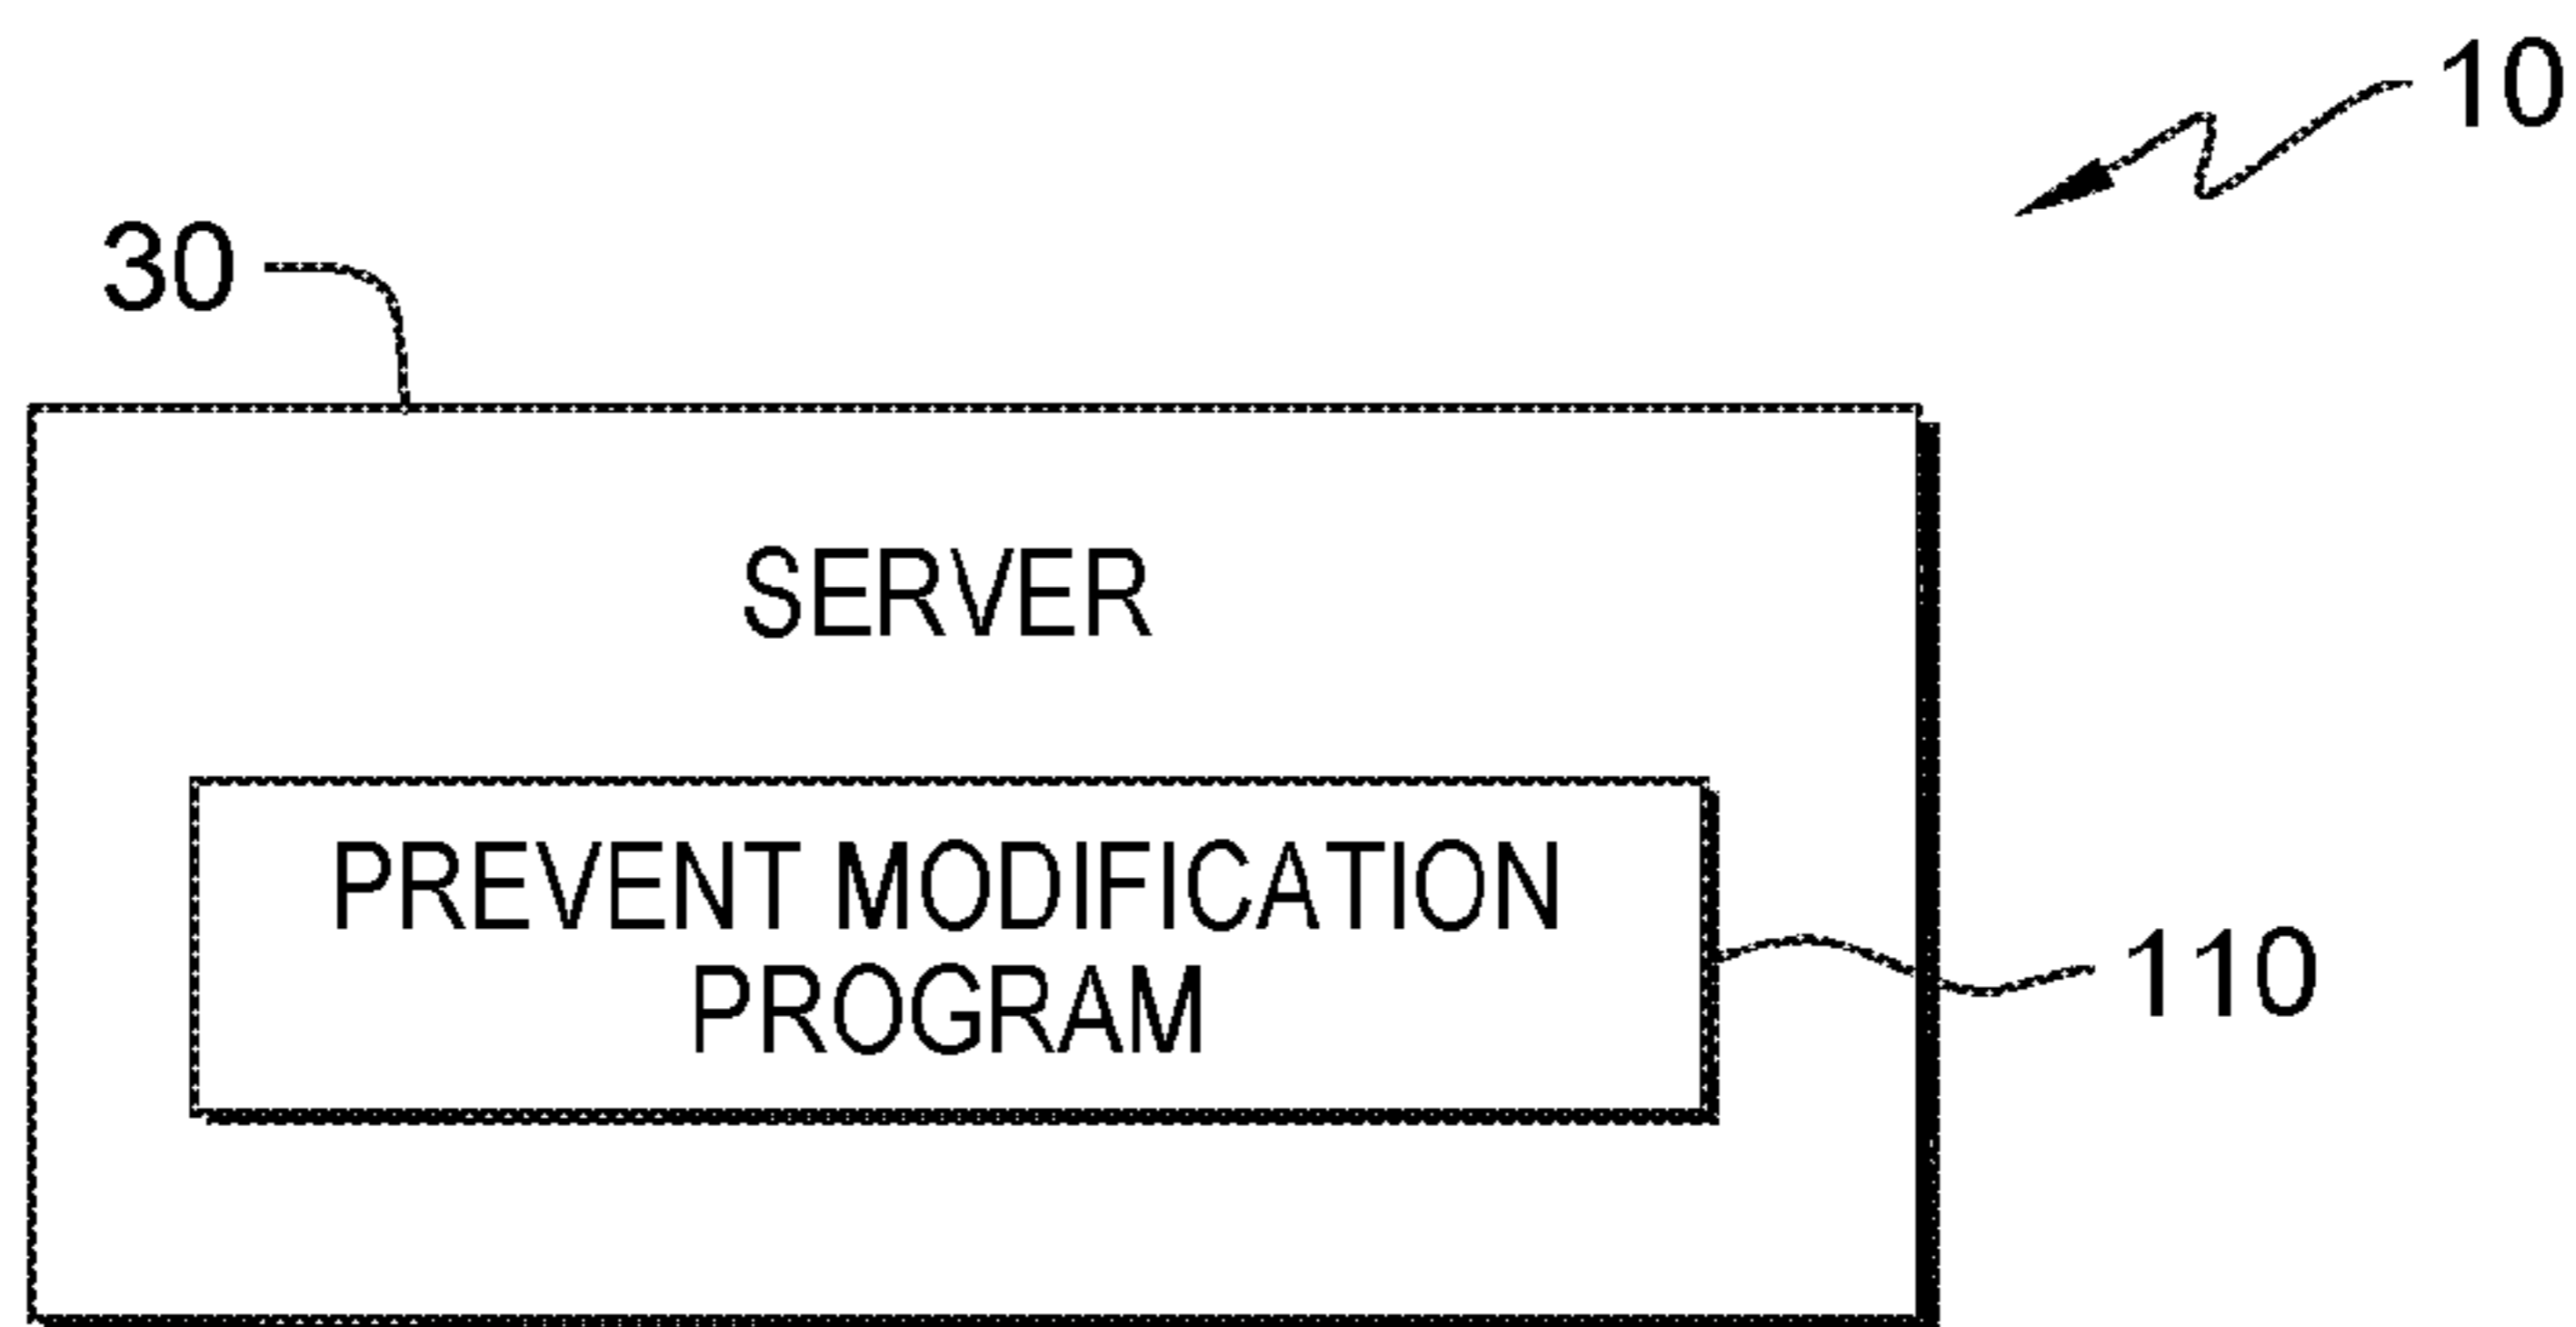 10
30
SERVER
PREVENT MODIFICATION
PROGRAM
110